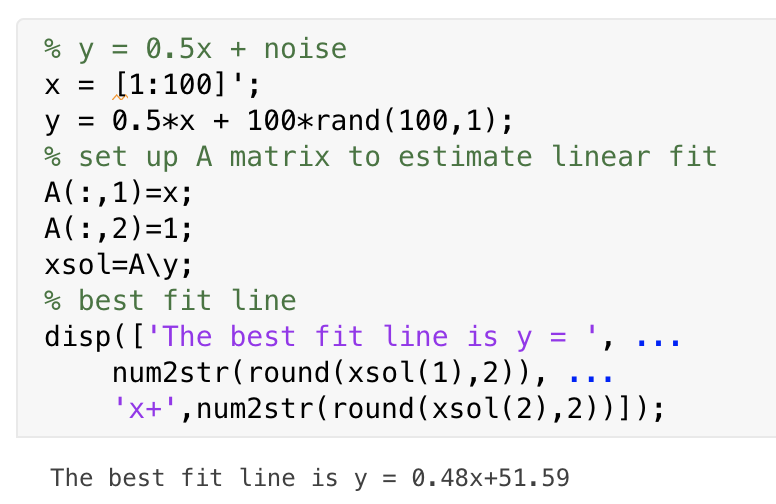 % y = 0.5x + noise
x = [1:100]';
y = 0.5*x + 100*rand(100,1);
% set up A matrix to estimate linear fit
A(:,1)=x;
A(:,2)=1;
xsol=A\y;
% best fit line
disp(['The best fit line is y = ', ...
    num2str(round(xsol(1),2)), ...
    'x+',num2str(round(xsol(2),2))]);
The best fit line is y = 0.48x+51.59